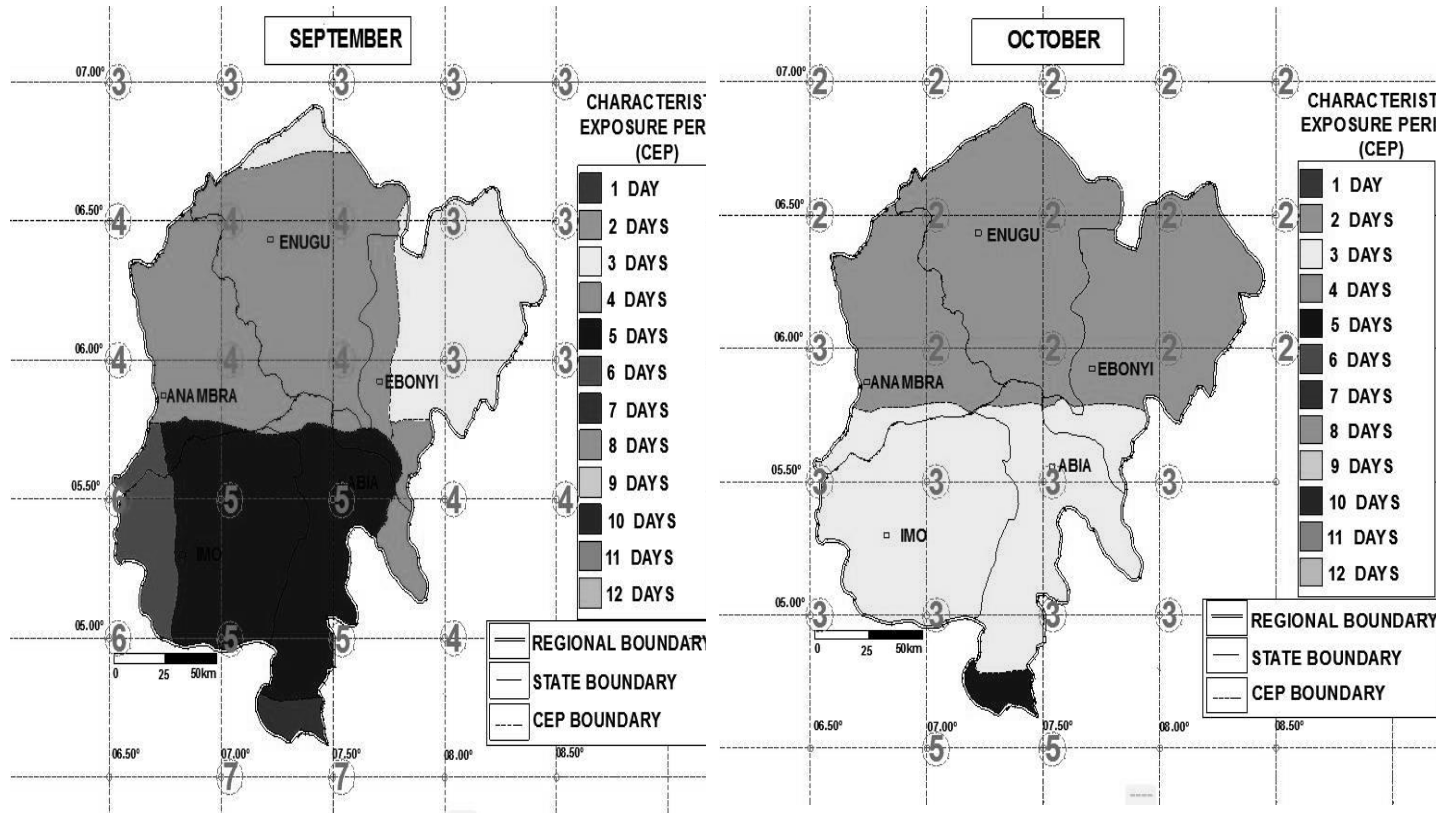 SEPTEMBER
07.00°
3 3 3 3 3
CHARACTERIST
EXPOSURE PER
(CEP)
1 DAY
2 DAYS
3 DAYS
4 DAYS
5 DAYS
6 DAYS
7 DAYS
8 DAYS
9 DAYS
10 DAYS
11 DAYS
12 DAYS
06.50°
4 4 4 3 3
ENUGU
06.00°
4 4 4 3 3
EBONYI
ANAMBRA
05.50°
6 5 5 4 4
ABIA
IMO
05.00°
6 5 5 4
0 25 50km
REGIONAL BOUNDARY
STATE BOUNDARY
CEP BOUNDARY
06.50° 07.00° 07.50° 08.00° 08.50°
7 7
OCTOBER
07.00°
2 2 2 2 2
CHARACTERIST
EXPOSURE PERI
(CEP)
1 DAY
2 DAYS
3 DAYS
4 DAYS
5 DAYS
6 DAYS
7 DAYS
8 DAYS
9 DAYS
10 DAYS
11 DAYS
12 DAYS
06.50°
2 2 2 2 2
ENUGU
06.00°
3 2 2 2 2
EBONYI
ANAMBRA
05.50°
3 3 3 3
ABIA
IMO
05.00°
3 3 3 3
0 25 50km
REGIONAL BOUNDARY
STATE BOUNDARY
CEP BOUNDARY
06.50° 07.00° 07.50° 08.00° 08.50°
5 5